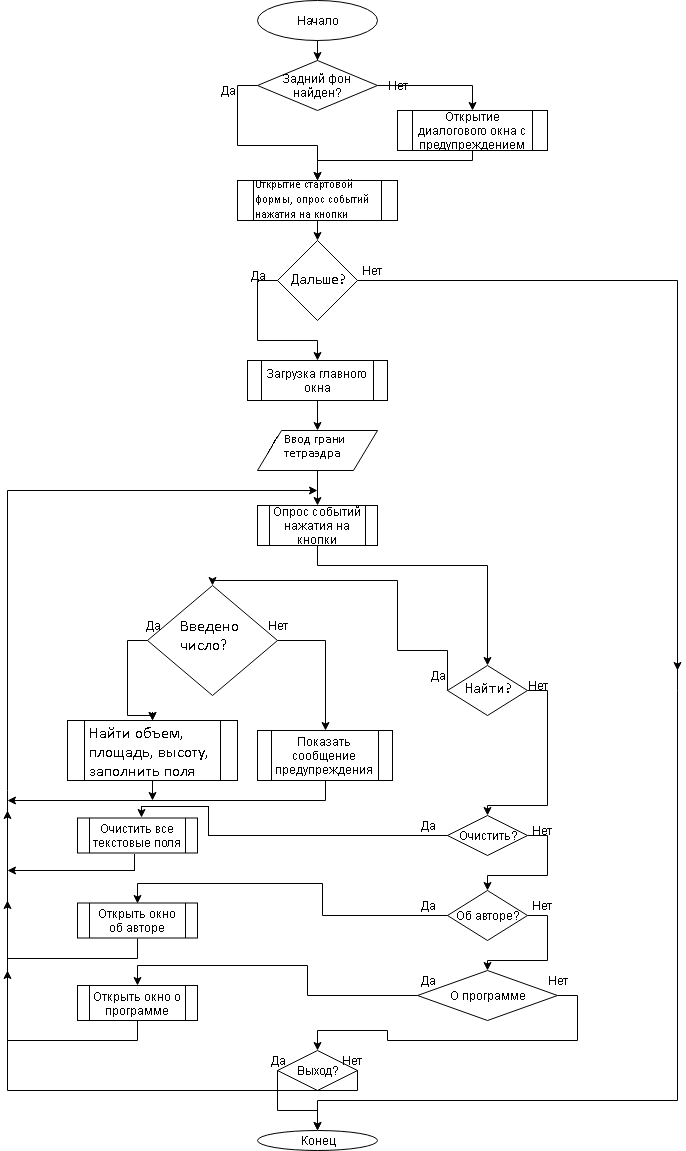 Начало
Задний фон
найден?
Да
Нет
Открытие
диалогового окна с
предупреждением
Открытие стартовой
формы, опрос событий
нажатия на кнопки
Дальше?
Да
Нет
Загрузка главного
окна
Ввод грани
тетраэдра
Опрос событий
нажатия на
кнопки
Введено
число?
Да
Нет
Найти?
Да
Нет
Найти объем,
площадь, высоту,
заполнить поля
Показать
сообщение
предупреждения
Очистить все
текстовые поля
Да
Очистить?
Нет
Открыть окно
об авторе
Да
Об авторе?
Нет
Открыть окно о
программе
Да
О программе
Нет
Да
Выход?
Нет
Конец